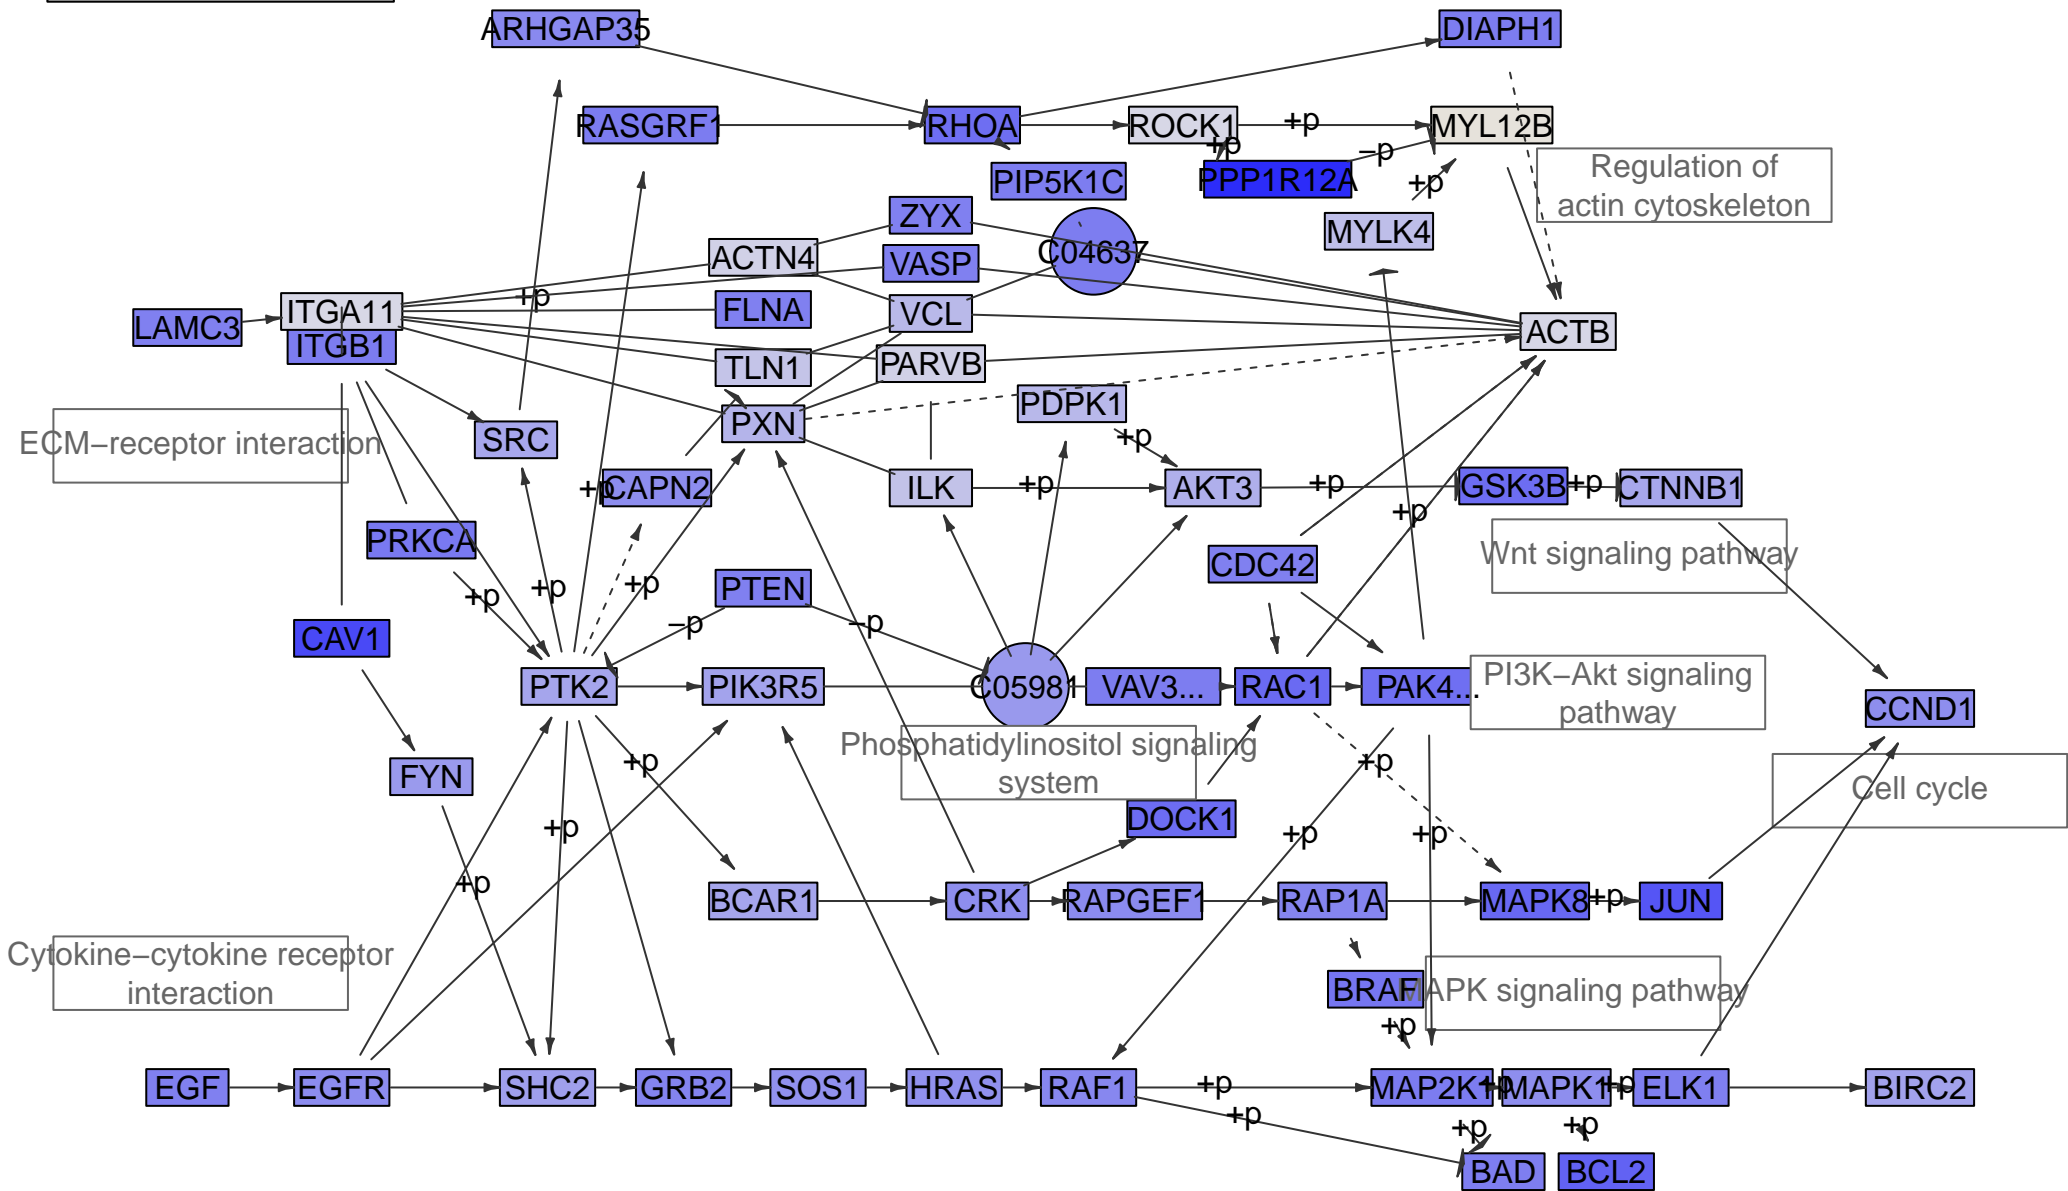 ARHGAP35
DIAPH1
RASGRF1
RHOA
ROCK1
+p
MYL12B
+p
−p
PIP5K1C
PPP1R12A
+p
Regulation of
actin cytoskeleton
ZYX
MYLK4
ACTN4
VASP
C04637
+p
ITGA11
FLNA
VCL
LAMC3
ITGB1
ACTB
TLN1
PARVB
PXN
PDPK1
ECM−receptor interaction
SRC
+p
+p
CAPN2
ILK
+p
AKT3
+p
GSK3B
+p
CTNNB1
+p
PRKCA
Wnt signaling pathway
CDC42
+p
+p
+p
PTEN
−p
−p
CAV1
PTK2
PIK3R5
C05981
VAV3...
RAC1
PAK4...
PI3K−Akt signaling
pathway
CCND1
Phosphatidylinositol signaling
system
+p
+p
FYN
Cell cycle
DOCK1
+p
+p
+p
+p
BCAR1
CRK
RAPGEF1
RAP1A
MAPK8
+p
JUN
Cytokine−cytokine receptor
interaction
BRAF
MAPK signaling pathway
+p
EGF
EGFR
SHC2
GRB2
SOS1
HRAS
RAF1
+p
MAP2K1
+p
MAPK1
+p
ELK1
BIRC2
+p
+p
+p
BAD
BCL2